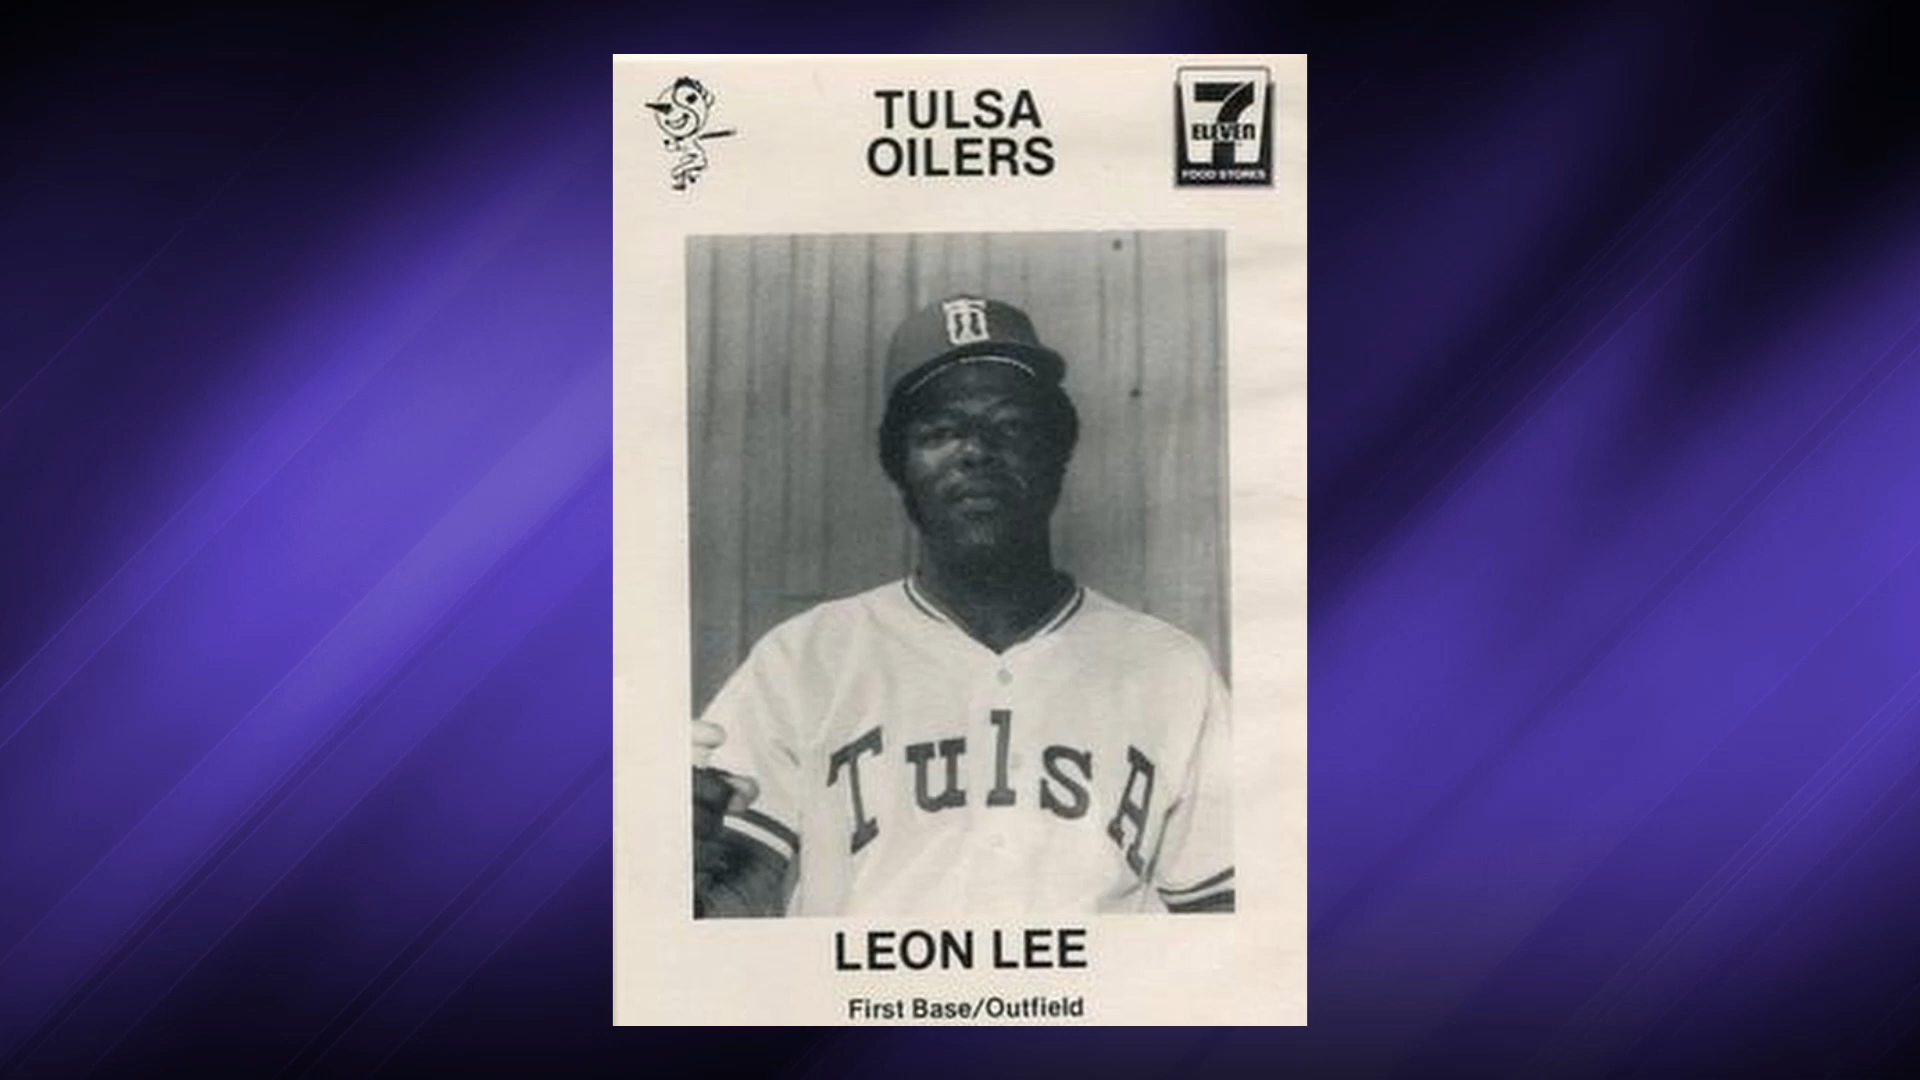 TULSA
OILERS
7
ELEVEN
FOOD STORES
T
TulsA
LEON LEE
First Base/Outfield